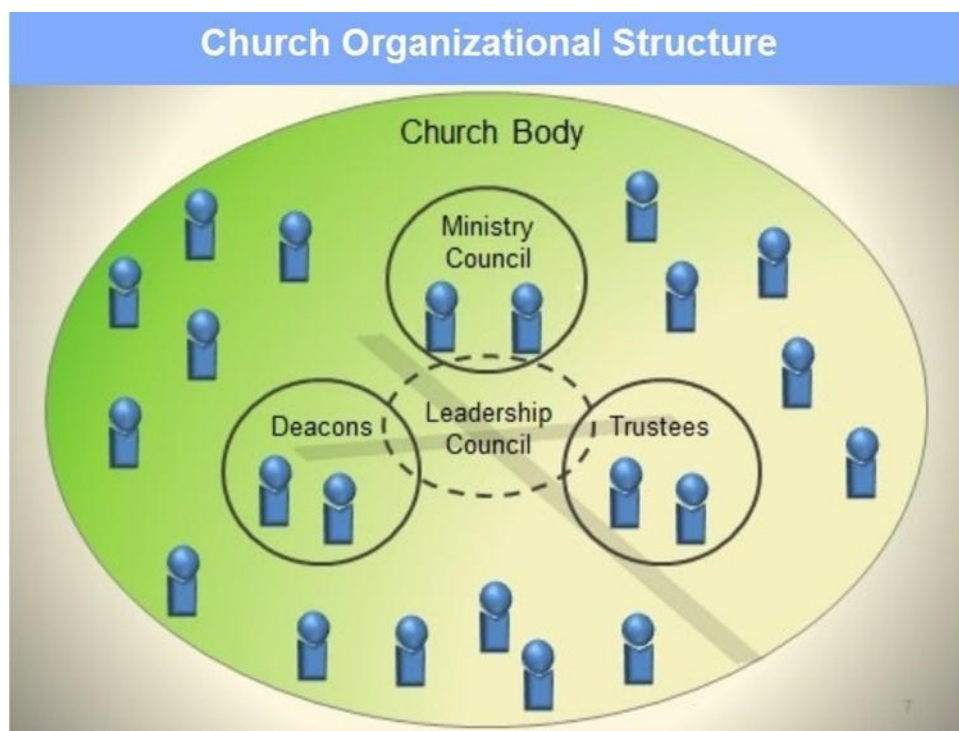 Church Organizational Structure
Church Body
Ministry
Council
Deacons
Leadership
Council
Trustees
7